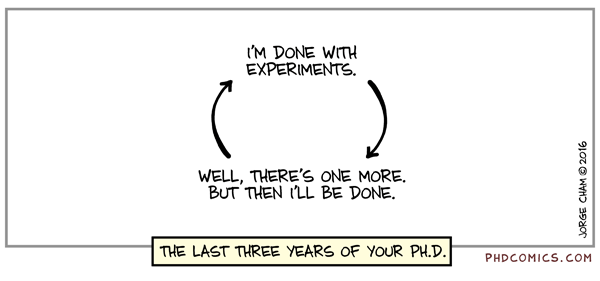 I'M DONE WITH
EXPERIMENTS.
WELL, THERE'S ONE MORE.
BUT THEN I'LL BE DONE.
JORGE CHAM © 2016
THE LAST THREE YEARS OF YOUR PH.D.
PHDCOMICS.COM